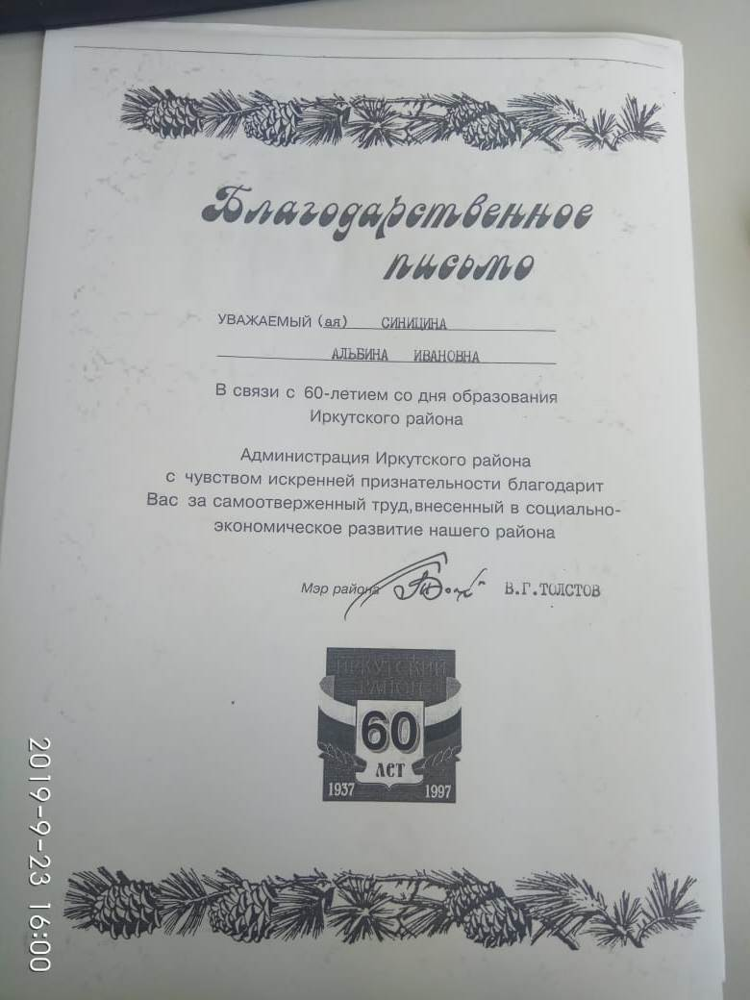 Благодарственное
письмо
УВАЖАЕМЫЙ (ая) СИНИЦИНА
АЛЬБИНА ИВАНОВНА
В связи с 60-летием со дня образования
Иркутского района
Администрация Иркутского района
с чувством искренней признательности благодарит
Вас за самоотверженный труд,внесенный в социально-
экономическое развитие нашего района
Мэр района В.Г.ТОЛСТОВ
ИРКУТСКИЙ
РАЙОН
60
лет
1937 1997
2019-9-23 16:00